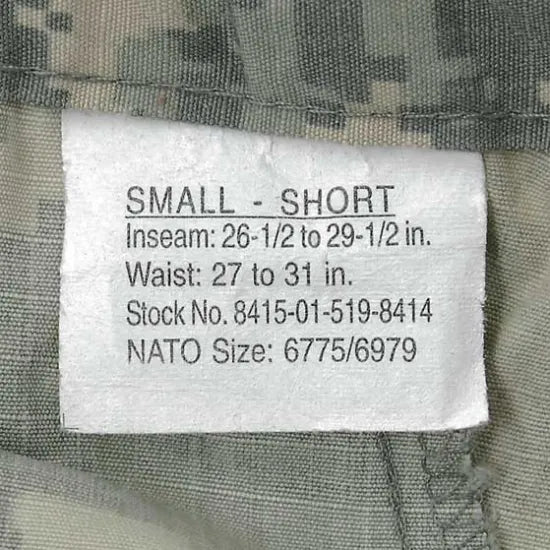 SMALL - SHORT
Inseam: 26-1/2 to 29-1/2 in.
Waist: 27 to 31 in.
Stock No. 8415-01-519-8414
NATO Size: 6775/6979